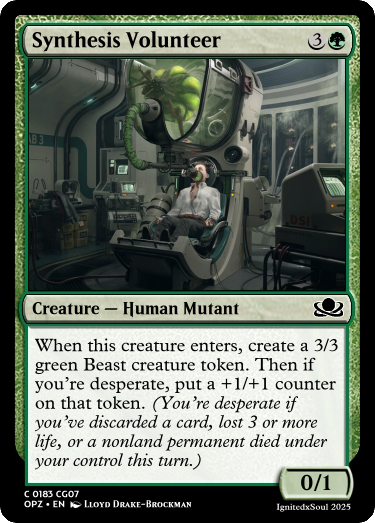 Synthesis Volunteer 3
Creature — Human Mutant
When this creature enters, create a 3/3
green Beast creature token. Then if
you're desperate, put a +1/+1 counter
on that token. (You're desperate if
you've discarded a card, lost 3 or more
life, or a nonland permanent died under
your control this turn.)
0/1
C 0183 CG07
OPZ • EN Lloyd Drake-Brockman
IgnitedxSoul 2025